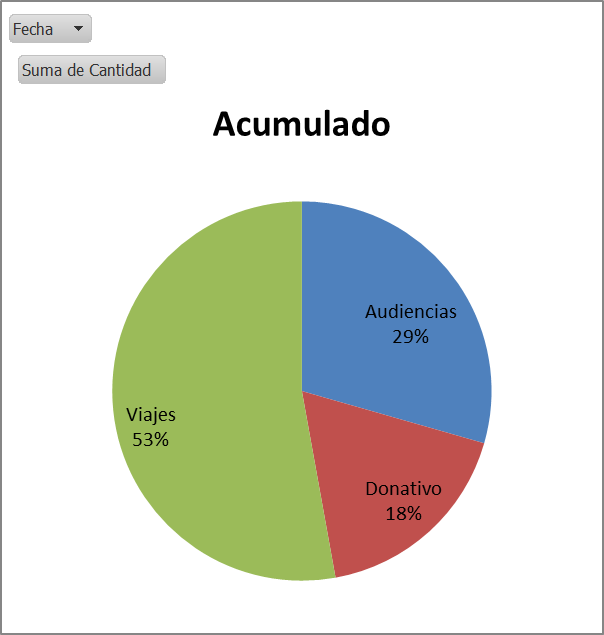 Fecha
Suma de Cantidad
Acumulado
Audiencias
29%
Viajes
53%
Donativo
18%